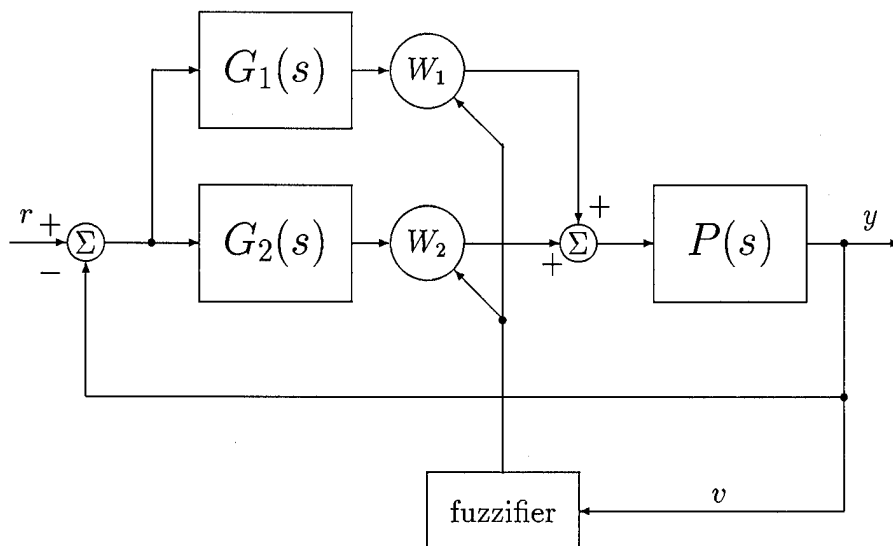 G₁(s)
W₁
r
+
−
Σ
G₂(s)
W₂
+
+
Σ
P(s)
y
v
fuzzifier